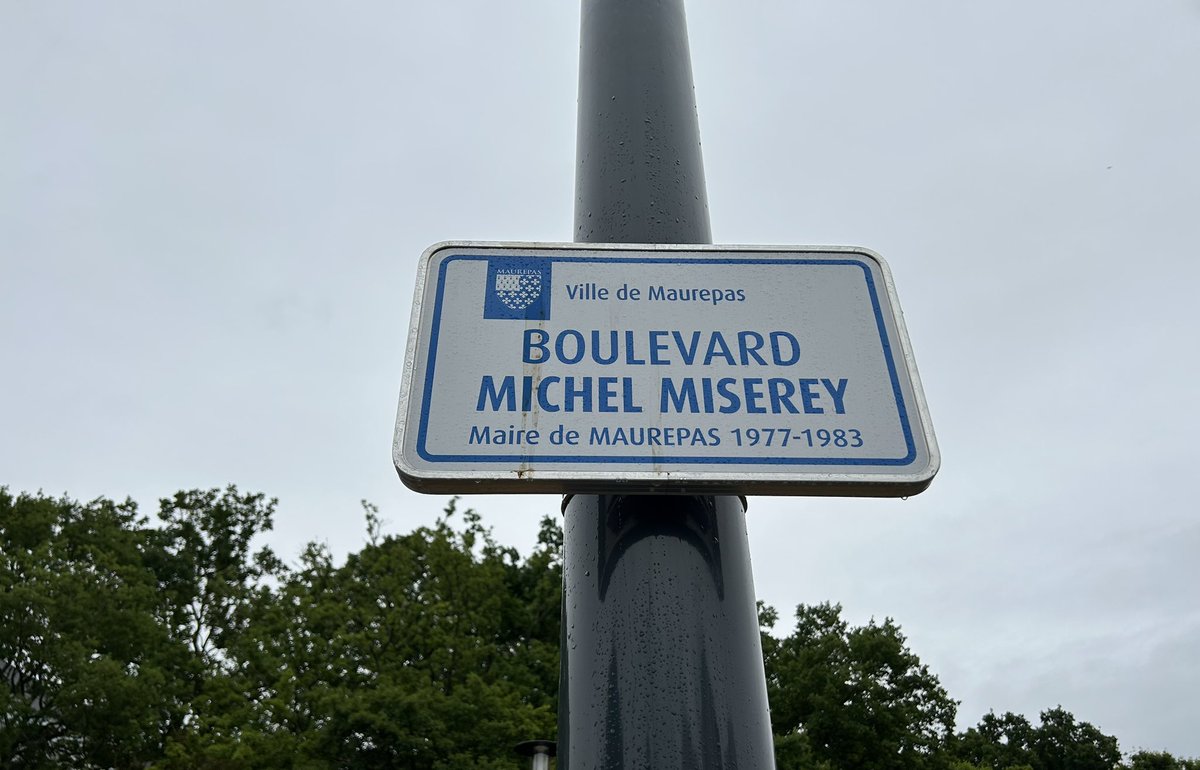 MAUREPAS
Ville de Maurepas
BOULEVARD
MICHEL MISEREY
Maire de MAUREPAS 1977-1983